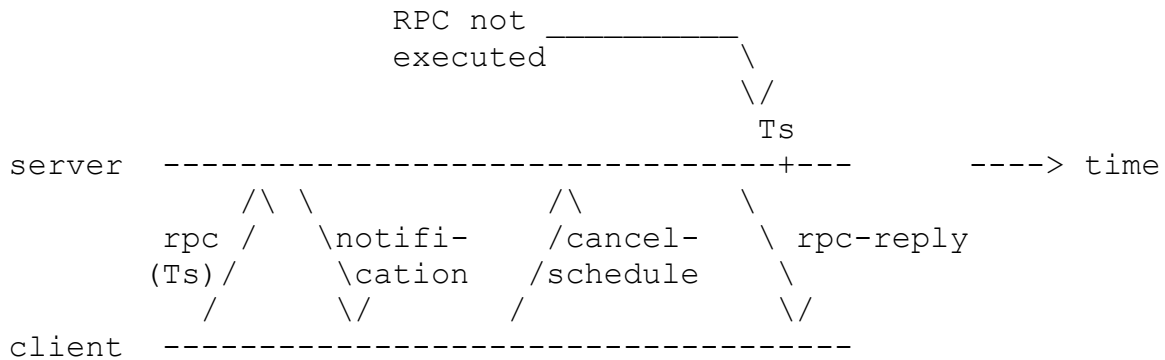 RPC not
executed
Ts
server ----> time
rpc \notifi- /cancel- \ rpc-reply
(Ts) \cation /schedule
client